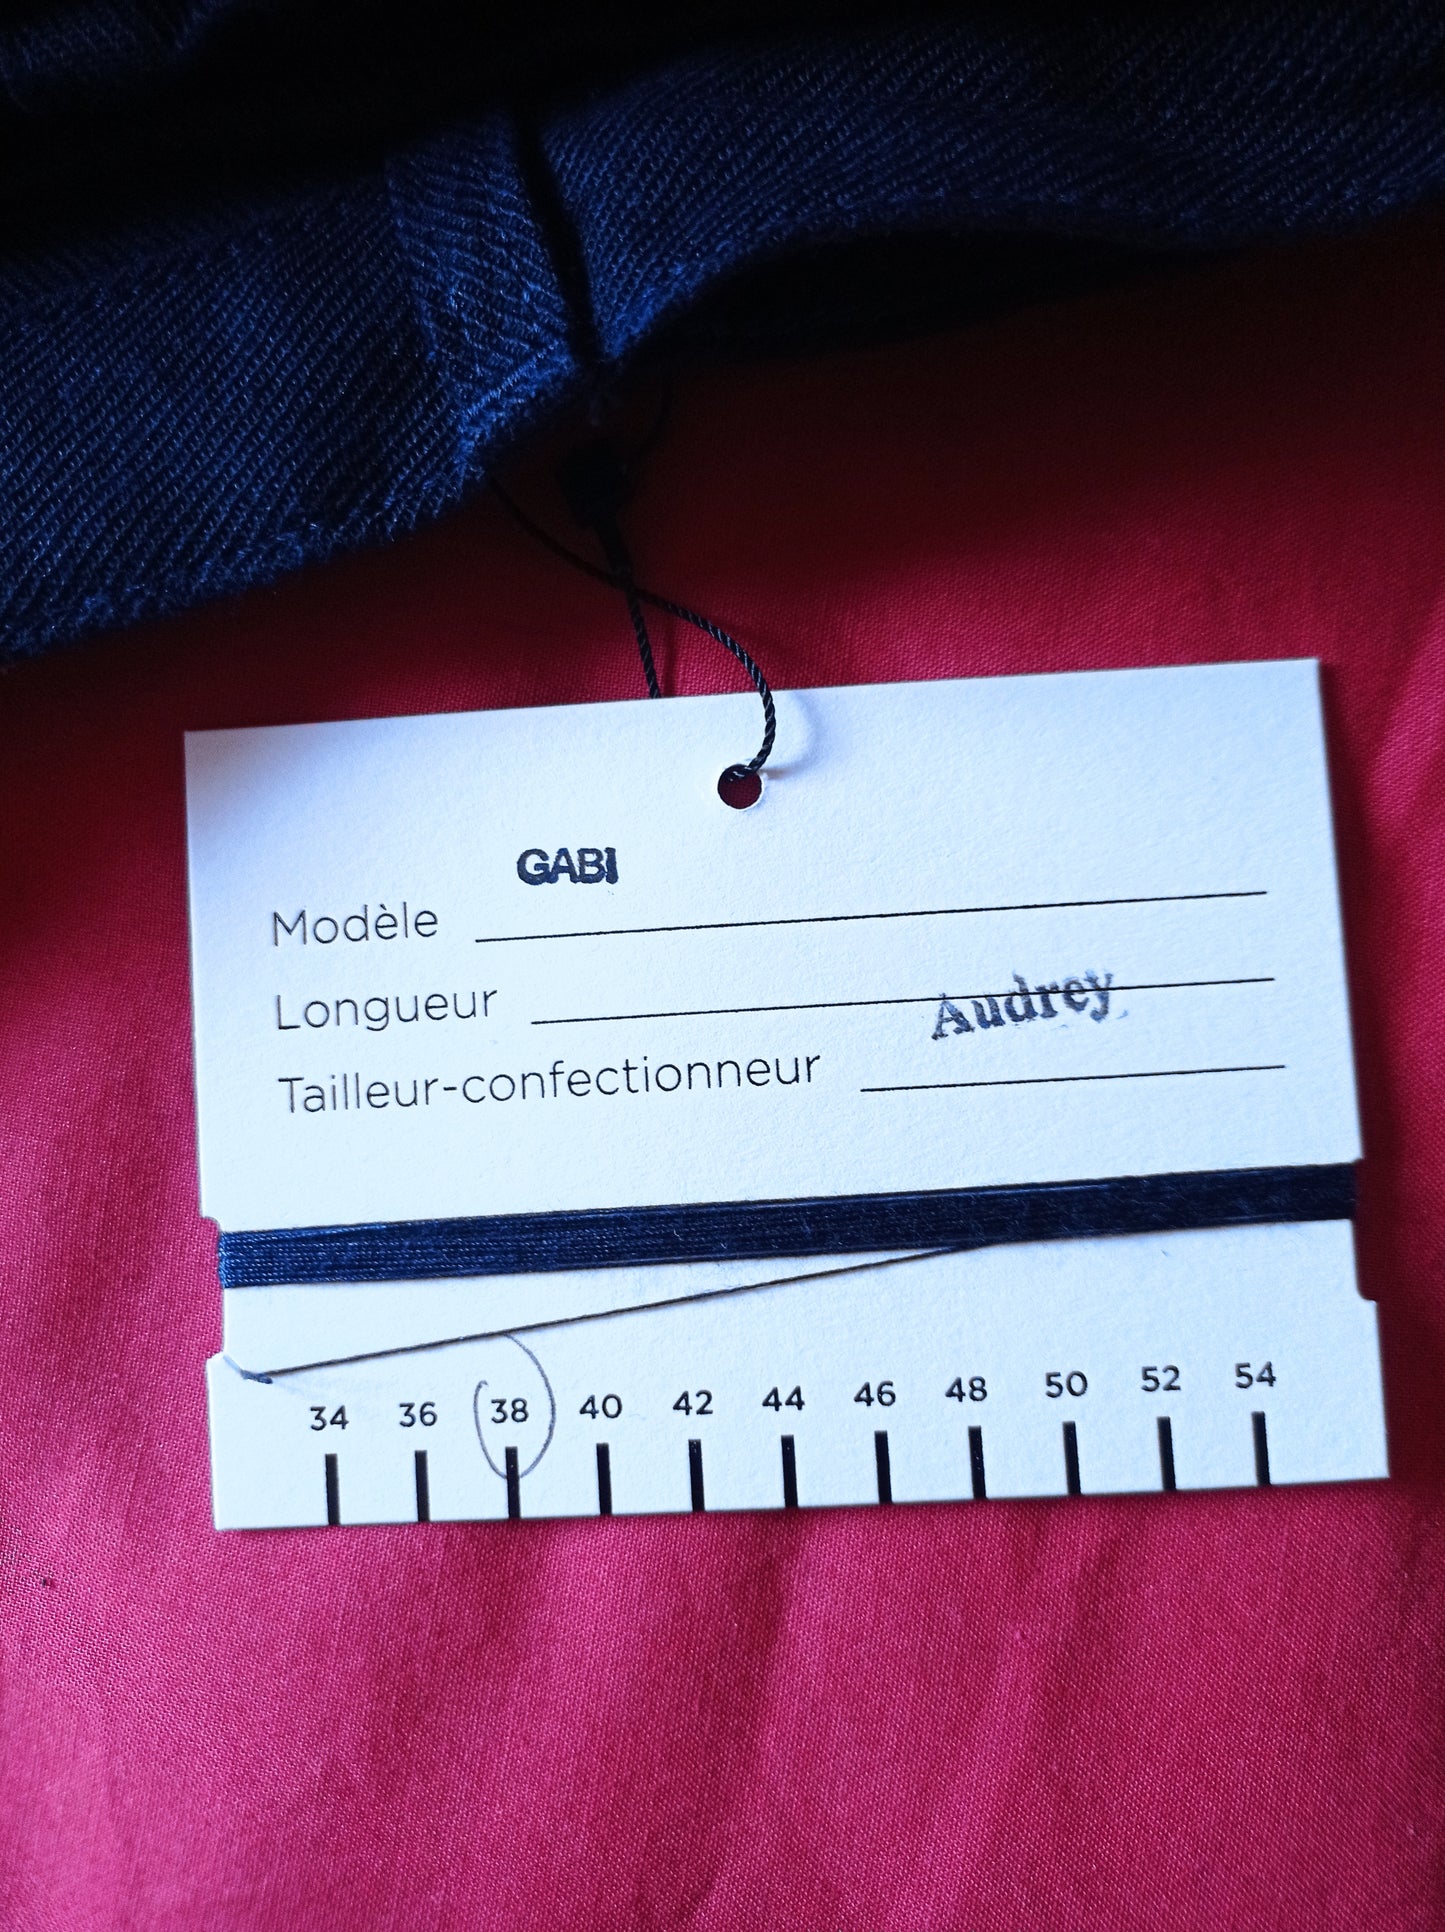 GABI
Modèle
Longueur
Audrey
Tailleur-confectionneur
34 36 38 40 42 44 46 48 50 52 54